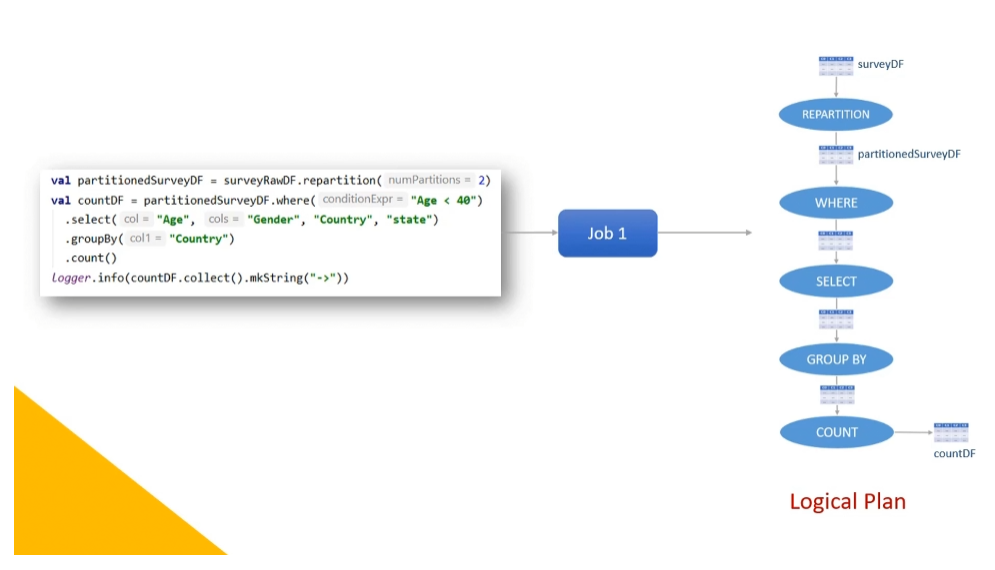 val partitionedSurveyDF = surveyRawDF.repartition( numPartitions = 2)
val countDF = partitionedSurveyDF.where( conditionExpr = "Age < 40")
.select( col = "Age", cols = "Gender", "Country", "state")
.groupBy( col1 = "Country")
.count()
Logger.info(countDF.collect().mkString("->"))
Job 1
surveyDF
REPARTITION
partitionedSurveyDF
WHERE
SELECT
GROUP BY
COUNT
countDF
Logical Plan